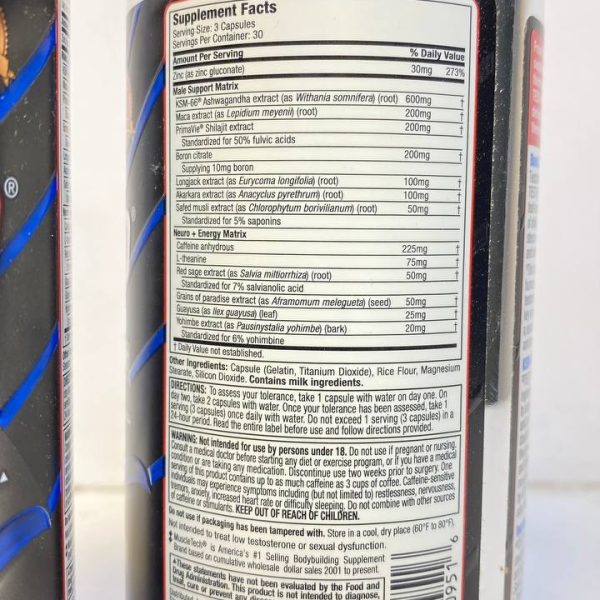 Supplement Facts
Serving Size: 3 Capsules
Servings Per Container: 30
Amount Per Serving % Daily Value
Zinc (as zinc gluconate) 30mg 273%
Male Support Matrix
KSM-66® Ashwagandha extract (as Withania somnifera) (root) 600mg †
Maca extract (as Lepidium meyenii) (root) 200mg †
PrimaVie® Shilajit extract 200mg †
Standardized for 50% fulvic acids
Boron citrate 200mg †
Supplying 10mg boron
Longjack extract (as Eurycoma longifolia) (root) 100mg †
Akarkara extract (as Anacyclus pyrethrum) (root) 100mg †
Safed musli extract (as Chlorophytum borivilianum) (root) 50mg †
Standardized for 5% saponins
Neuro + Energy Matrix
Caffeine anhydrous 225mg †
L-theanine 75mg †
Red sage extract (as Salvia miltiorrhiza) (root) 50mg †
Standardized for 7% salvianolic acid
Grains of paradise extract (as Aframomum melegueta) (seed) 50mg †
Guayusa (as Ilex guayusa) (leaf) 25mg †
Yohimbe extract (as Pausinystalia yohimbe) (bark) 20mg †
Standardized for 6% yohimbine
† Daily Value not established.
Other Ingredients: Capsule (Gelatin, Titanium Dioxide), Rice Flour, Magnesium
Stearate, Silicon Dioxide. Contains milk ingredients.
DIRECTIONS: To assess your tolerance, take 1 capsule with water on day one. On
day two, take 2 capsules with water. Once your tolerance has been assessed, take 1
serving (3 capsules) once daily with water. Do not exceed 1 serving (3 capsules) in a
24-hour period. Read the entire label before use and follow directions provided.
WARNING: Not intended for use by persons under 18. Do not use if pregnant or nursing.
Consult a medical doctor before starting any diet or exercise program, or if you have a medical
condition or are taking any medication. Discontinue use two weeks prior to surgery. One
serving of this product contains up to as much caffeine as 3 cups of coffee. Caffeine-sensitive
individuals may experience symptoms including (but not limited to) restlessness, nervousness,
tremors, anxiety, increased heart rate or difficulty sleeping. Do not combine with other sources
of caffeine or stimulants. KEEP OUT OF REACH OF CHILDREN.
Do not use if packaging has been tampered with. Store in a cool, dry place (60°F to 80°F).
Not intended to treat low testosterone or sexual dysfunction.
‡ MuscleTech® is America's #1 Selling Bodybuilding Supplement
Brand based on cumulative wholesale dollar sales 2001 to present.
These statements have not been evaluated by the Food and
Drug Administration. This product is not intended to diagnose,
treat, cure or prevent any
Distributed
®
3951 6